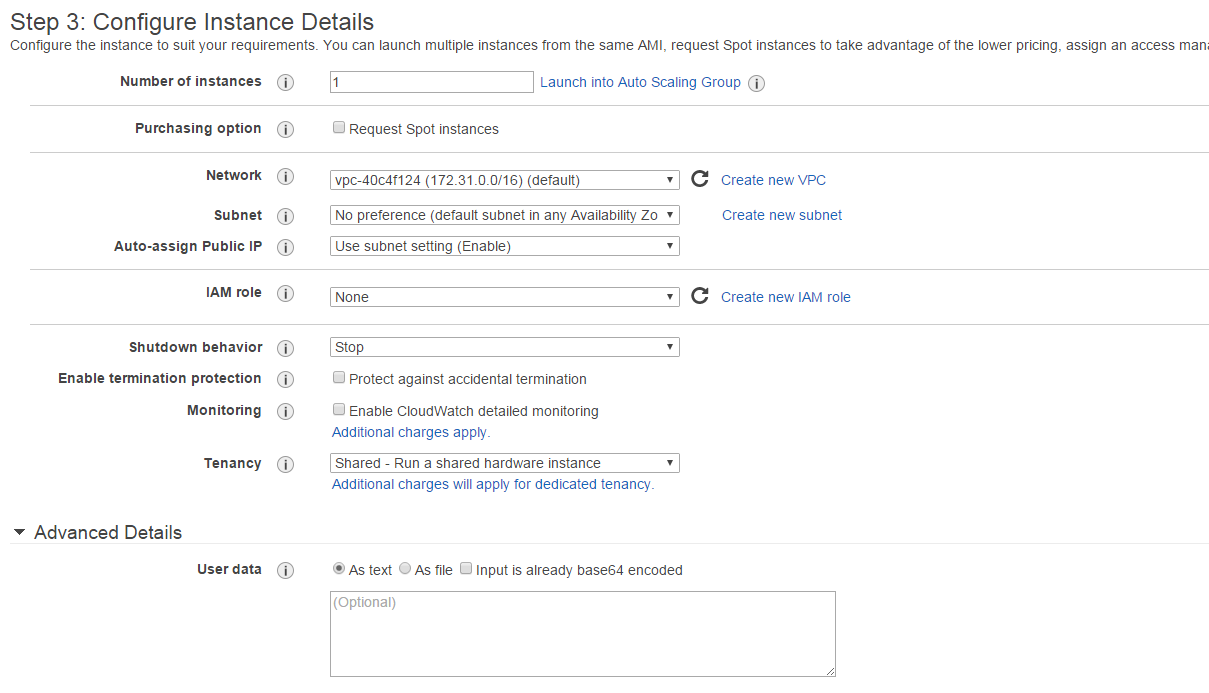 Step 3: Configure Instance Details
Configure the instance to suit your requirements. You can launch multiple instances from the same AMI, request Spot instances to take advantage of the lower pricing, assign an access mana
Number of instances 1 Launch into Auto Scaling Group
Purchasing option Request Spot instances
Network vpc-40c4f124 (172.31.0.0/16) (default) Create new VPC
Subnet No preference (default subnet in any Availability Zo Create new subnet
Auto-assign Public IP Use subnet setting (Enable)
IAM role None Create new IAM role
Shutdown behavior Stop
Enable termination protection Protect against accidental termination
Monitoring Enable CloudWatch detailed monitoring
Additional charges apply.
Tenancy Shared - Run a shared hardware instance
Additional charges will apply for dedicated tenancy.
Advanced Details
User data As text As file Input is already base64 encoded
(Optional)